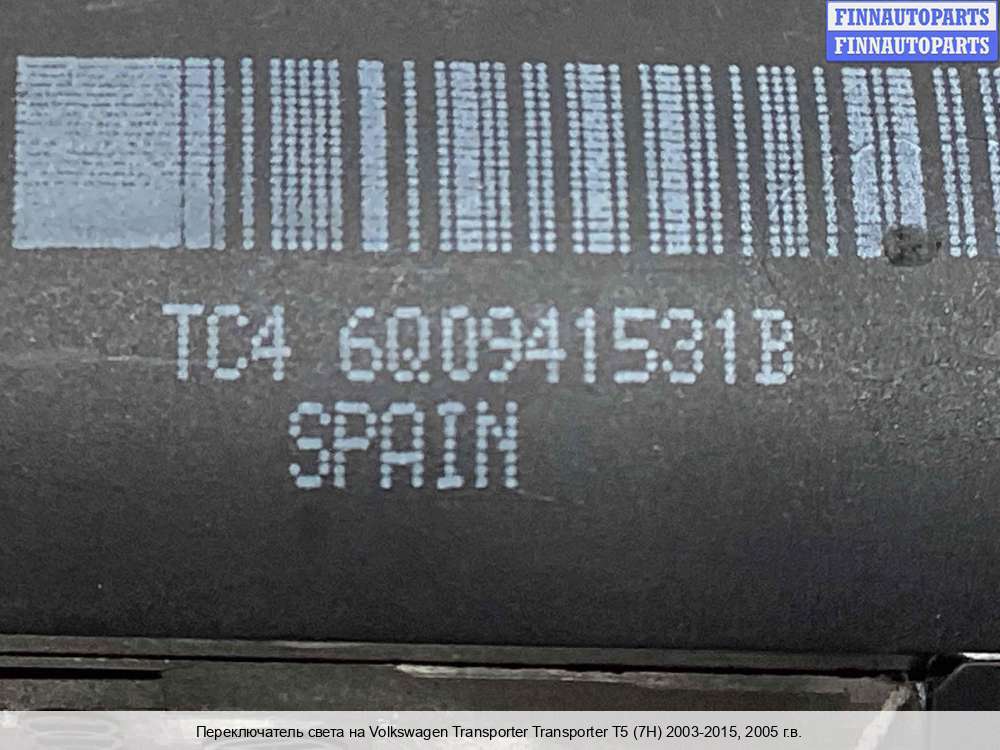 FINNAUTOPARTS
FINNAUTOPARTS
TC4 6Q0941531B
SPAIN
Переключатель света на Volkswagen Transporter Transporter T5 (7H) 2003-2015, 2005 г.в.